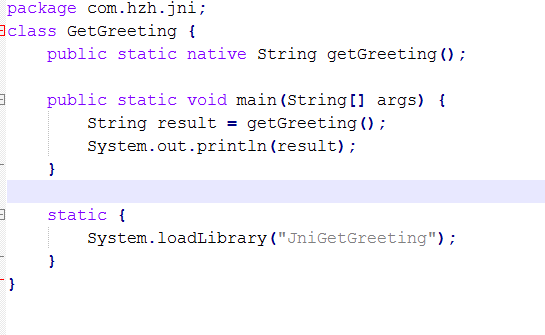 package com.hzh.jni;
class GetGreeting {
    public static native String getGreeting();

    public static void main(String[] args) {
        String result = getGreeting();
        System.out.println(result);
    }

    static {
        System.loadLibrary("JniGetGreeting");
    }
}